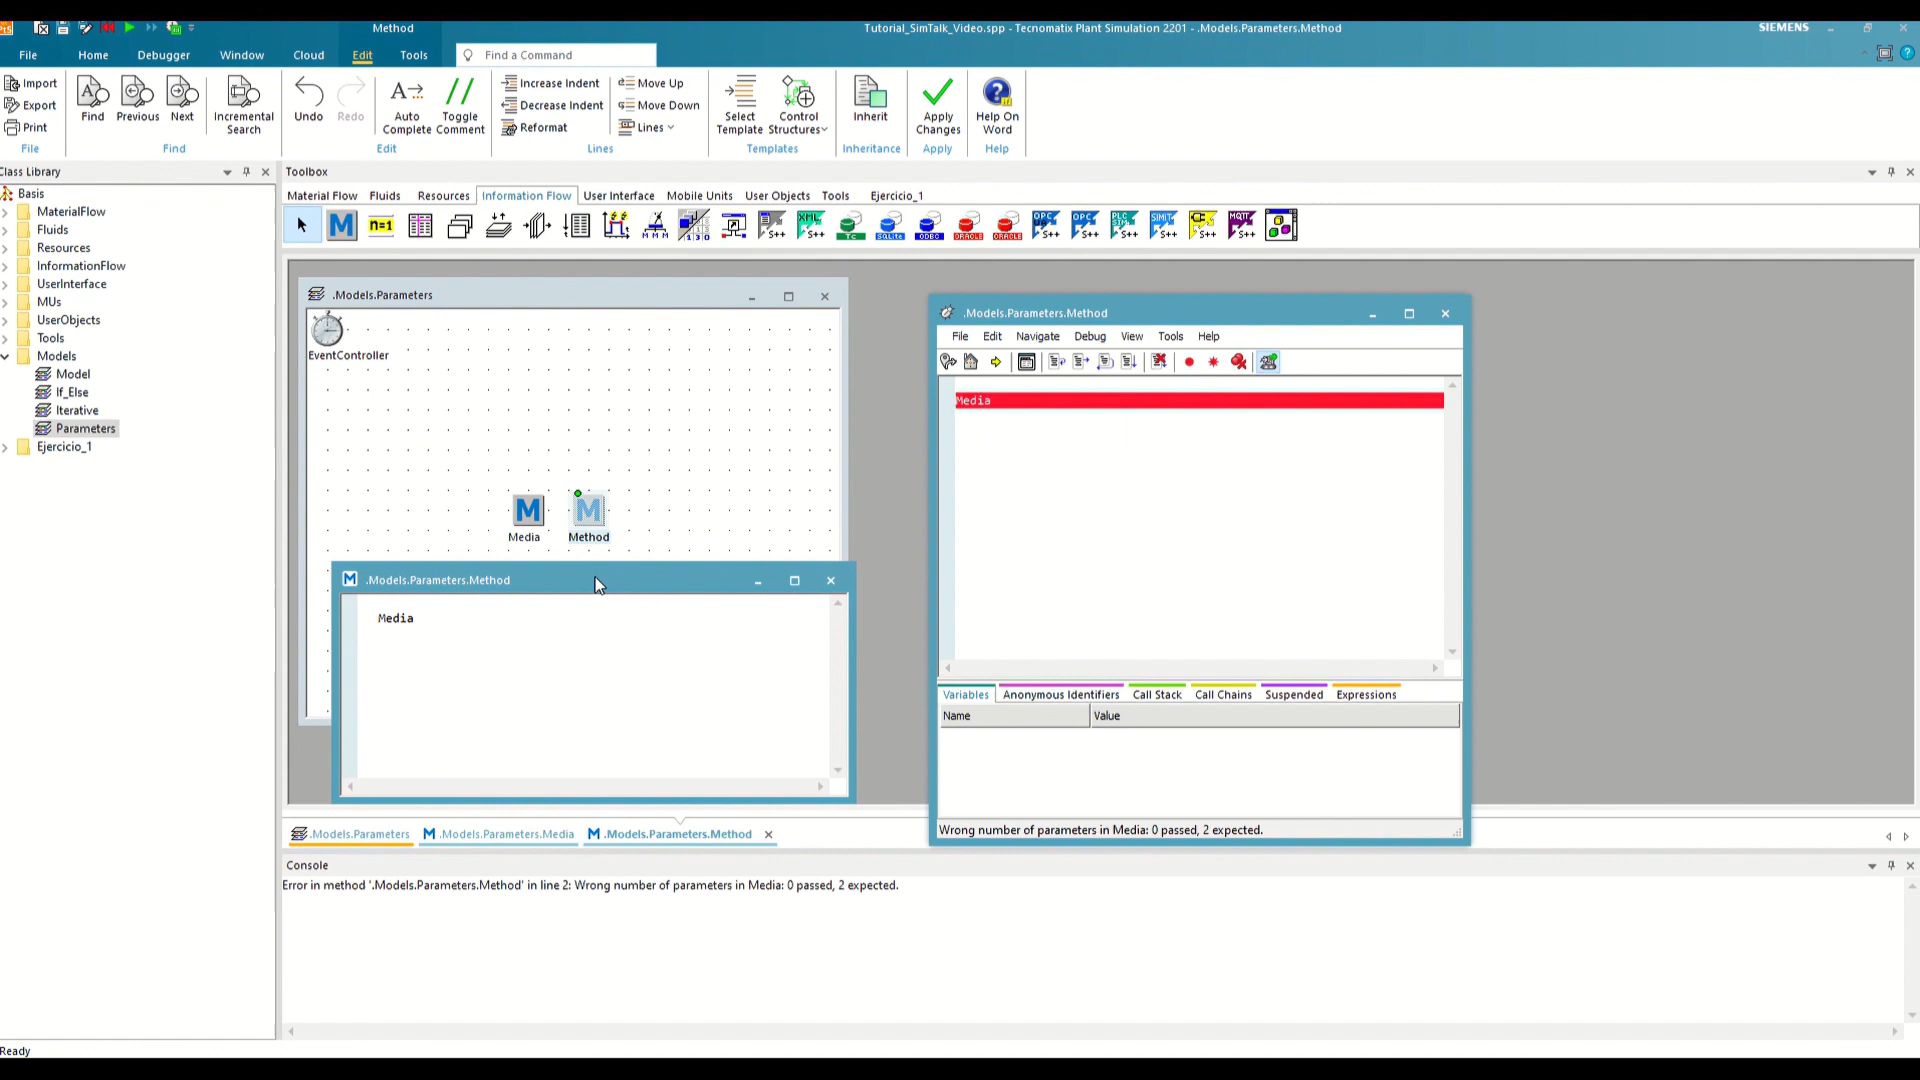 Method
Tutorial_SimTalk_Video.spp - Tecnomatix Plant Simulation 2201 - .Models.Parameters.Method
SIEMENS
File Home Debugger Window Cloud Edit Tools Find a Command
Import Export Print
Find Previous Next Incremental Search
Undo Redo Auto Complete Toggle Comment
Increase Indent Decrease Indent Reformat
Move Up Move Down Lines
Select Template Control Structures
Inherit Apply Changes Help On Word
File Find Edit Lines Templates Inheritance Apply Help
Class Library
Basis
MaterialFlow
Fluids
Resources
InformationFlow
UserInterface
MUs
UserObjects
Tools
Models
Model
If_Else
Iterative
Parameters
Ejercicio_1
Toolbox
Material Flow Fluids Resources Information Flow User Interface Mobile Units User Objects Tools Ejercicio_1
M n=1
.Models.Parameters
EventController
M M
Media Method
M .Models.Parameters.Method
Media
.Models.Parameters.Method
File Edit Navigate Debug View Tools Help
Media
Variables Anonymous Identifiers Call Stack Call Chains Suspended Expressions
Name Value
Wrong number of parameters in Media: 0 passed, 2 expected.
.Models.Parameters M .Models.Parameters.Media M .Models.Parameters.Method
Console
Error in method '.Models.Parameters.Method' in line 2: Wrong number of parameters in Media: 0 passed, 2 expected.
Ready